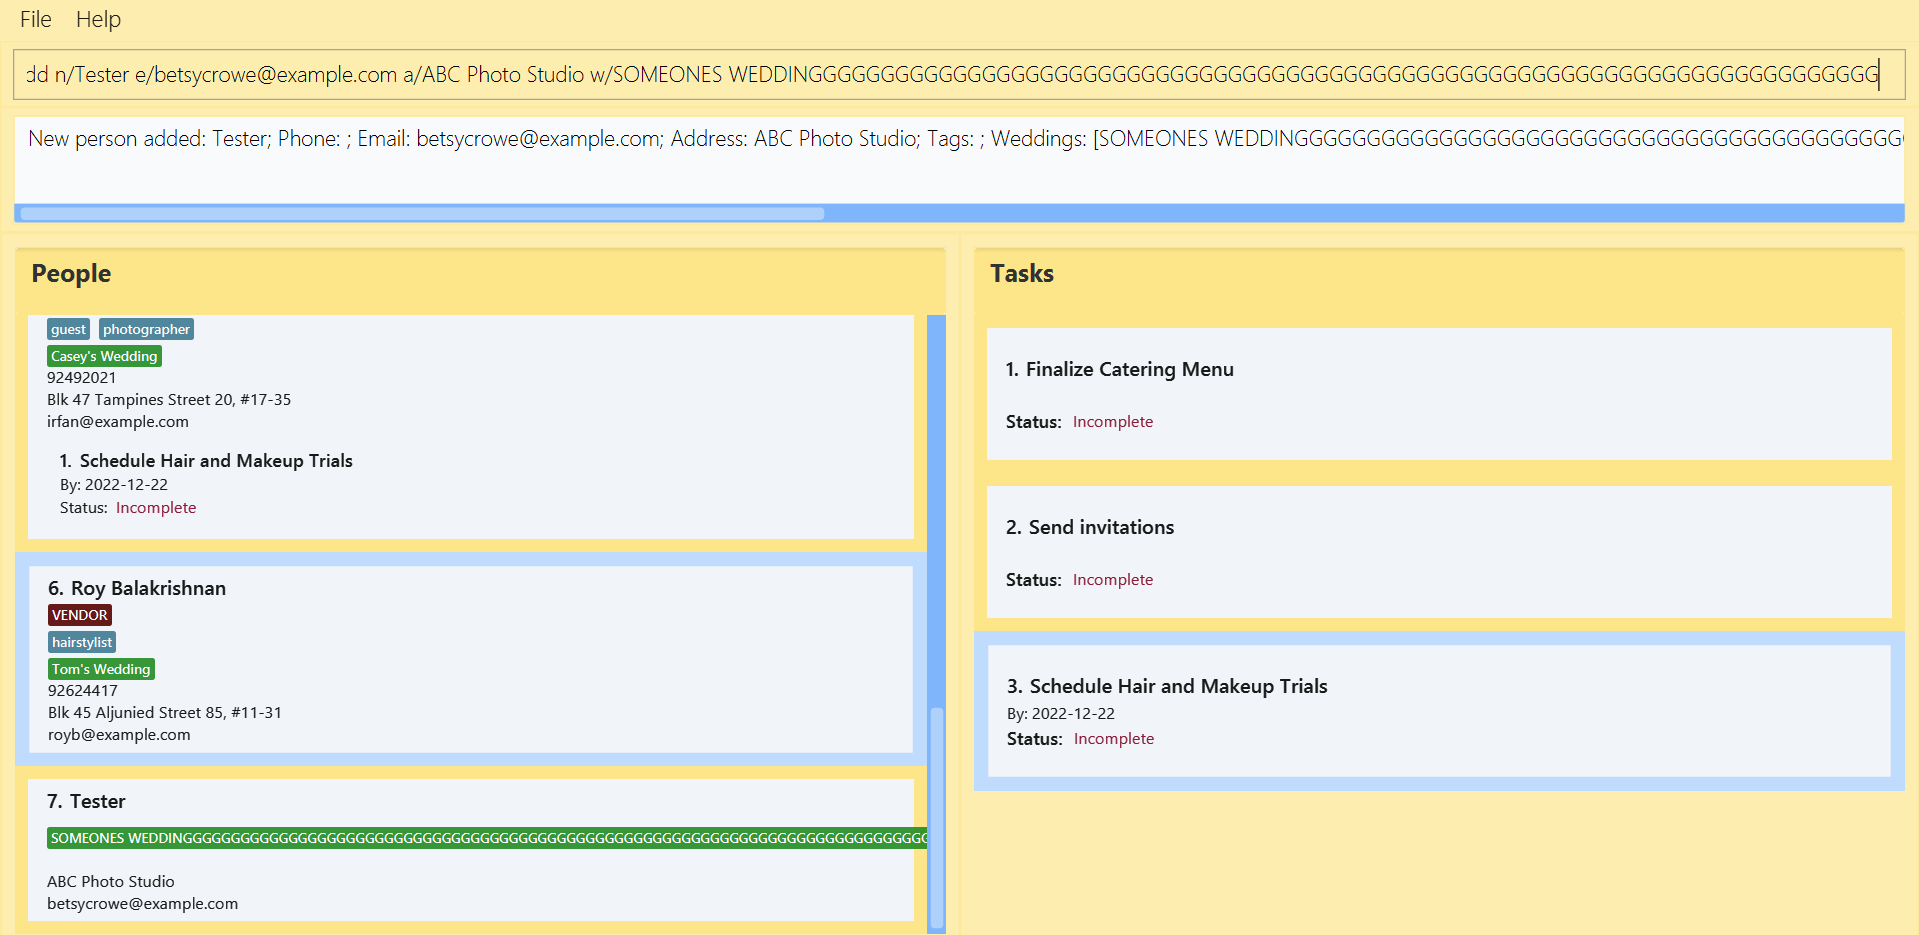 File Help
dd n/Tester e/betsycrowe@example.com a/ABC Photo Studio w/SOMEONES WEDDINGGGGGGGGGGGGGGGGGGGGGGGGGGGGGGGGGGGGGGGGGGGGGGGGGGGGGGGGGGGGGGGGGGGGGGGGGG
New person added: Tester; Phone: ; Email: betsycrowe@example.com; Address: ABC Photo Studio; Tags: ; Weddings: [SOMEONES WEDDINGGGGGGGGGGGGGGGGGGGGGGGGGGGGGGGGGG
People
guest photographer
Casey's Wedding
92492021
Blk 47 Tampines Street 20, #17-35
irfan@example.com
1. Schedule Hair and Makeup Trials
By: 2022-12-22
Status: Incomplete
6. Roy Balakrishnan
VENDOR
hairstylist
Tom's Wedding
92624417
Blk 45 Aljunied Street 85, #11-31
royb@example.com
7. Tester
SOMEONES WEDDINGGGGGGGGGGGGGGGGGGGGGGGGGGGGGGGGGGGGGGGGGGGGGGGGGGGGGGGGGGGGGGGGGGGGGGGGGGGGGG
ABC Photo Studio
betsycrowe@example.com
Tasks
1. Finalize Catering Menu
Status: Incomplete
2. Send invitations
Status: Incomplete
3. Schedule Hair and Makeup Trials
By: 2022-12-22
Status: Incomplete